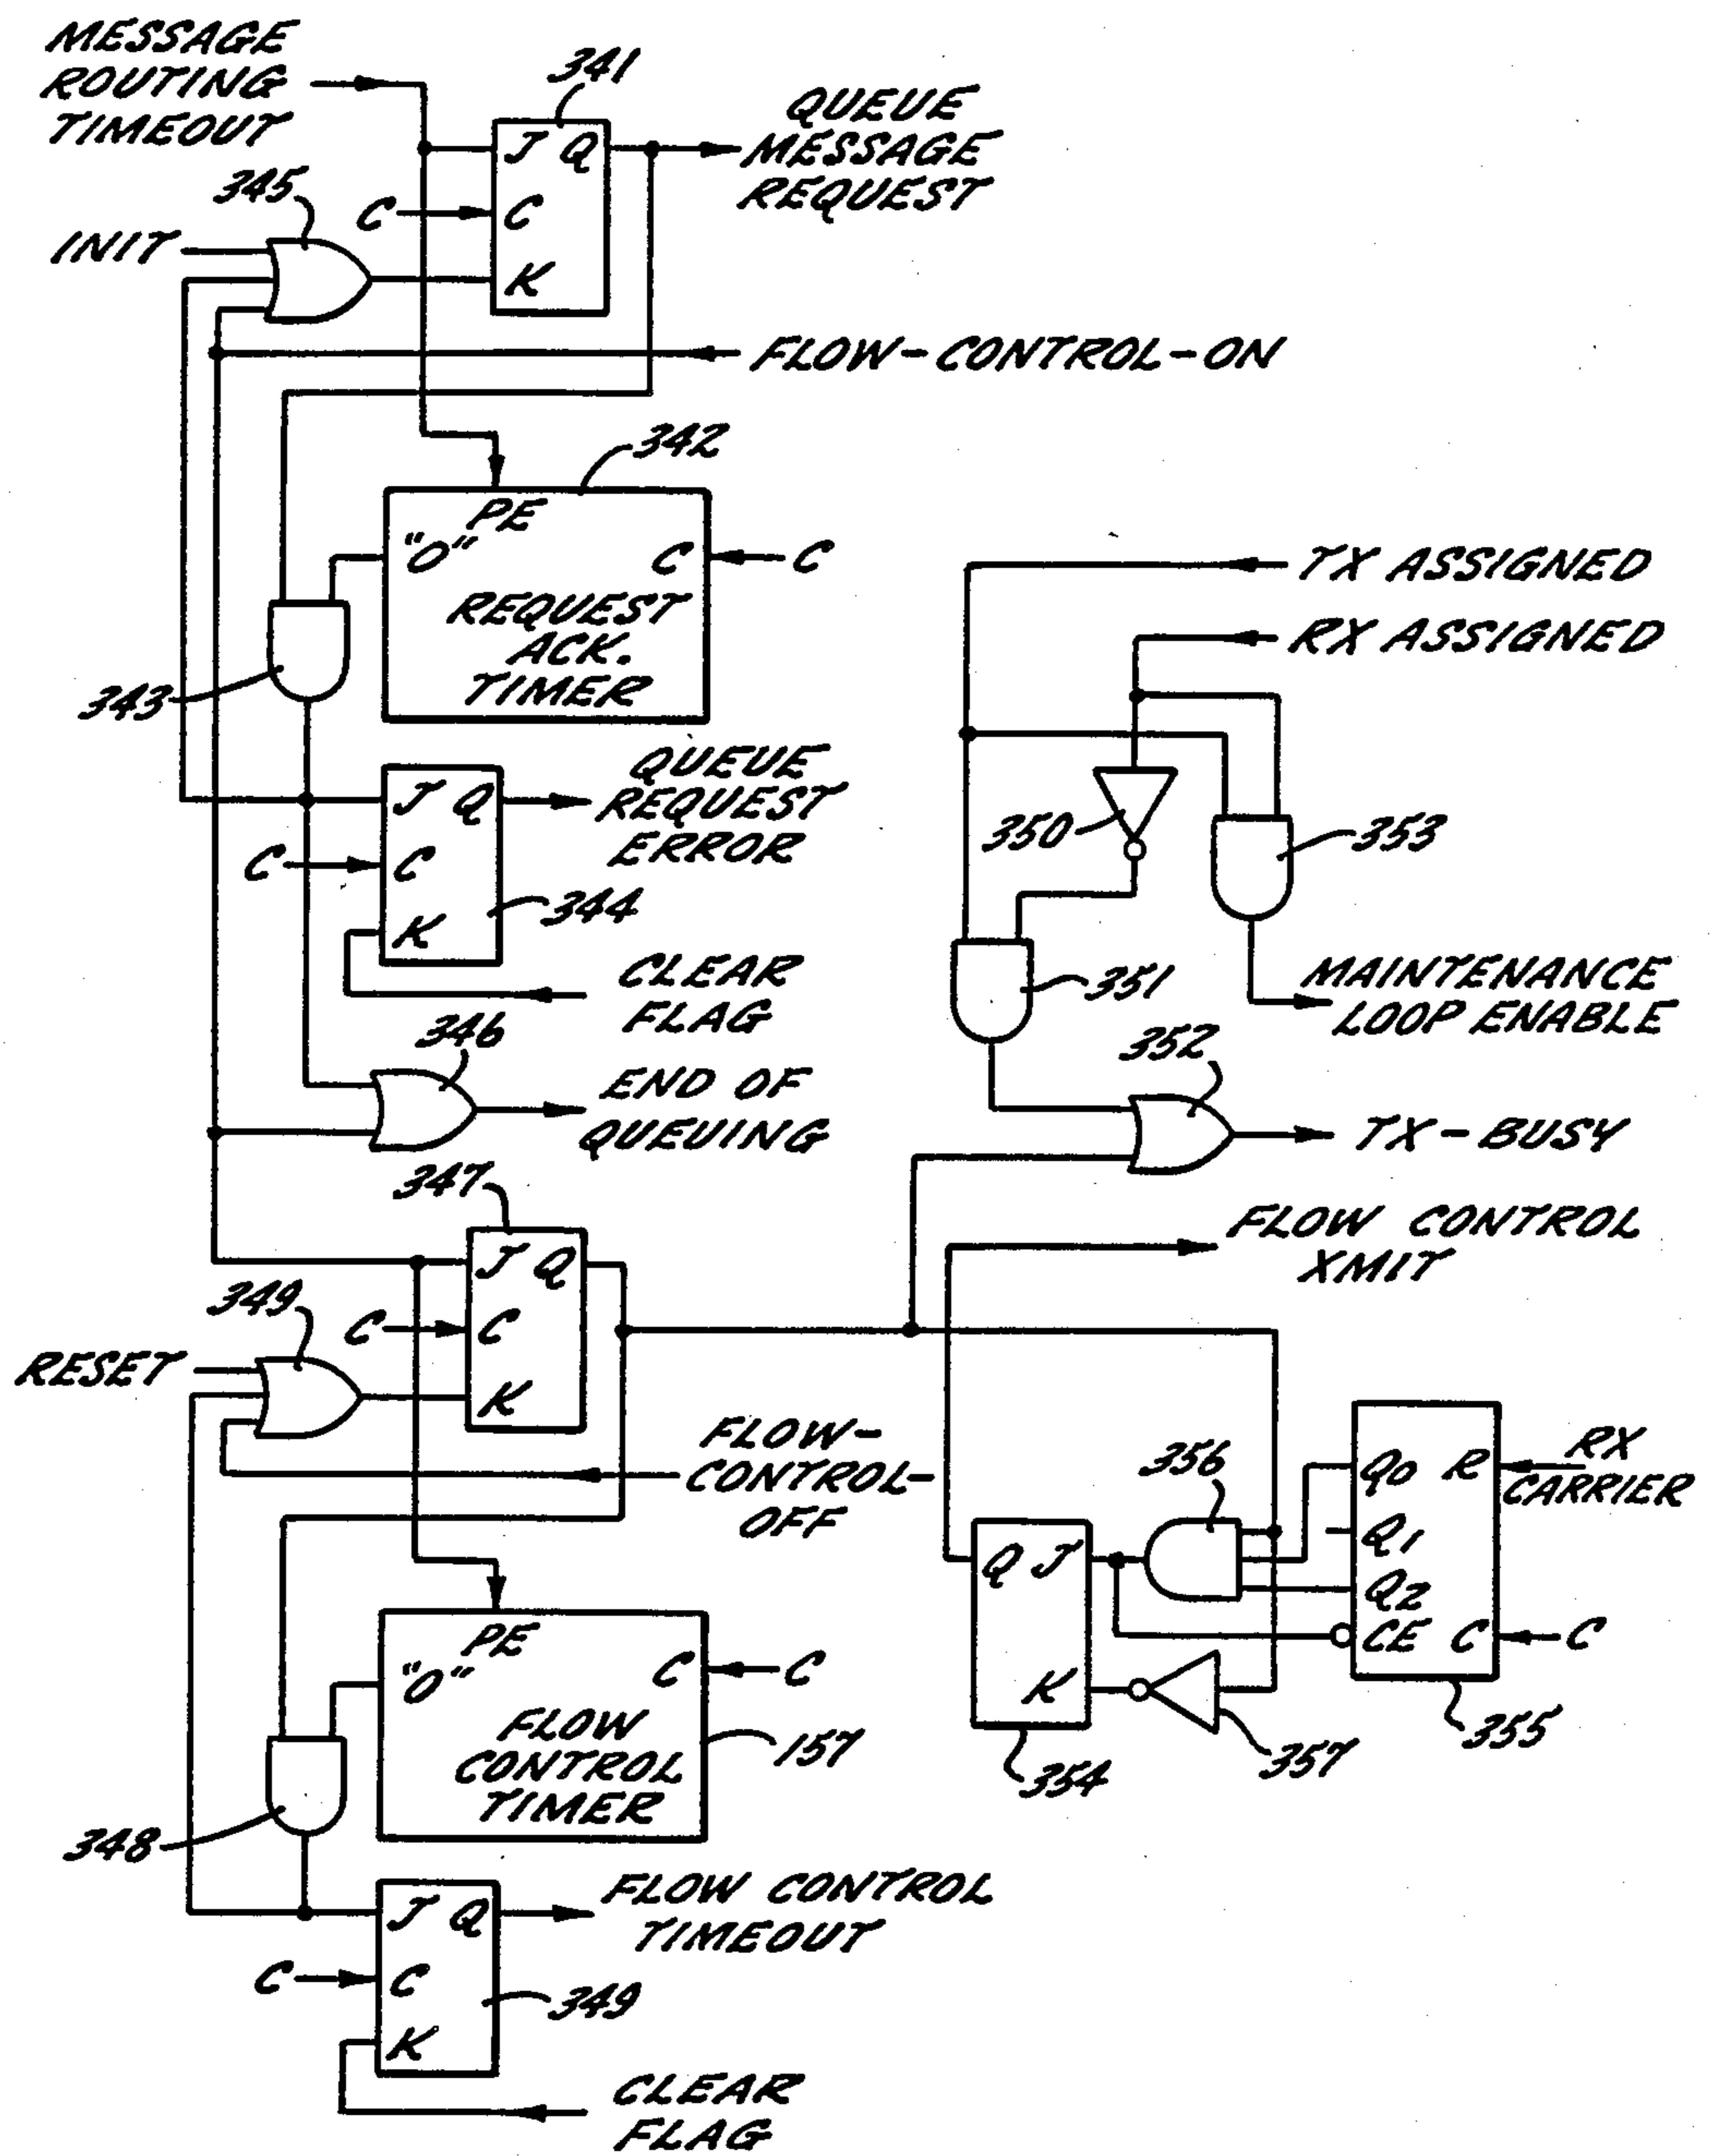 MESSAGE
ROUTING
TIMEOUT
341
J Q
C
C
K
QUEUE
MESSAGE
REQUEST
345
INIT
FLOW-CONTROL-ON
342
PE
"O"
C
C
REQUEST
ACK.
TIMER
343
J Q
C
C
K
QUEUE
REQUEST
ERROR
344
CLEAR
FLAG
346
END OF
QUEUING
TX ASSIGNED
RX ASSIGNED
350
353
351
MAINTENANCE
LOOP ENABLE
352
TX-BUSY
347
J Q
C
C
K
349
RESET
FLOW-
CONTROL-
OFF
FLOW CONTROL
XMIT
356
Q0 R
RX
CARRIER
Q1
Q2
CE C
C
355
Q J
K
354
357
PE
"O"
C
C
FLOW
CONTROL
TIMER
157
348
J Q
C
C
K
FLOW CONTROL
TIMEOUT
349
CLEAR
FLAG